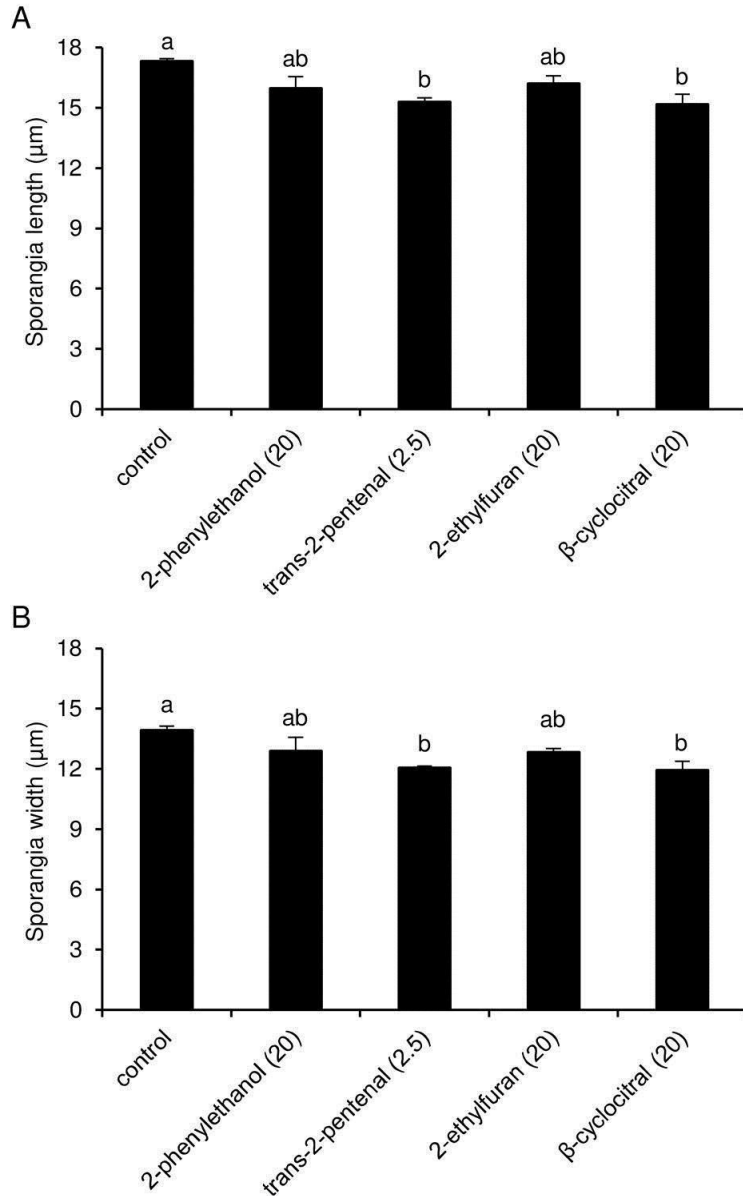 A
Sporangia length (µm)
18
15
12
9
6
3
0
a
ab
b
ab
b
control
2-phenylethanol (20)
trans-2-pentenal (2.5)
2-ethylfuran (20)
β-cyclocitral (20)
B
Sporangia width (µm)
18
15
12
9
6
3
0
a
ab
b
ab
b
control
2-phenylethanol (20)
trans-2-pentenal (2.5)
2-ethylfuran (20)
β-cyclocitral (20)